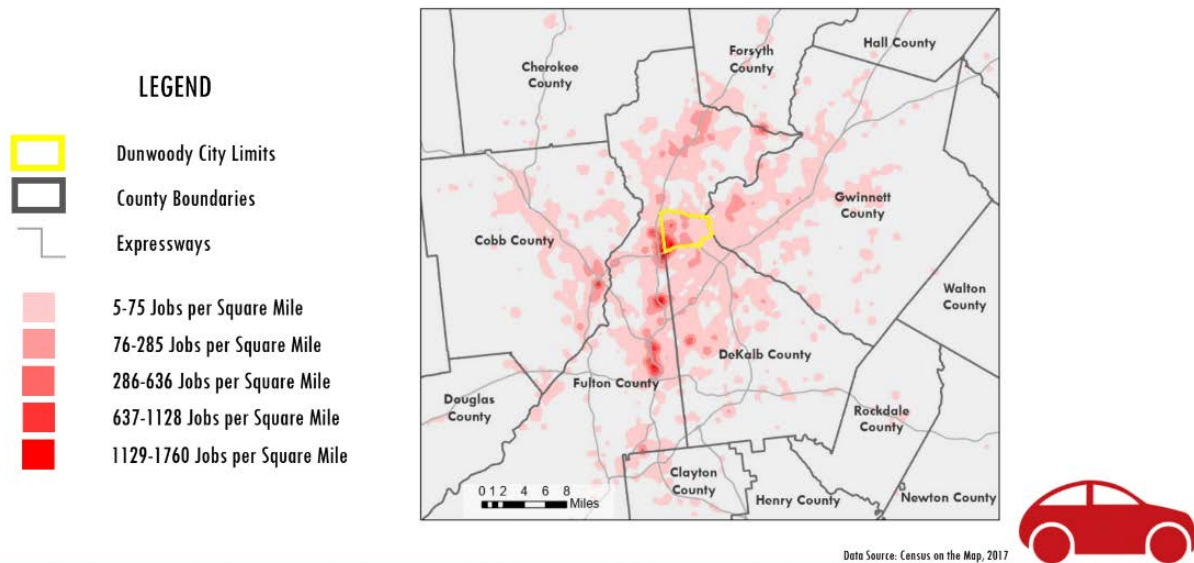 LEGEND
Dunwoody City Limits
County Boundaries
Expressways
5-75 Jobs per Square Mile
76-285 Jobs per Square Mile
286-636 Jobs per Square Mile
637-1128 Jobs per Square Mile
1129-1760 Jobs per Square Mile
Cherokee
County
Forsyth
County
Hall County
Cobb County
Gwinnett
County
Walton
County
DeKalb County
Fulton County
Douglas
County
Rockdale
County
Clayton
County
Henry County
Newton County
0 1 2 4 6 8
Miles
Data Source: Census on the Map, 2017